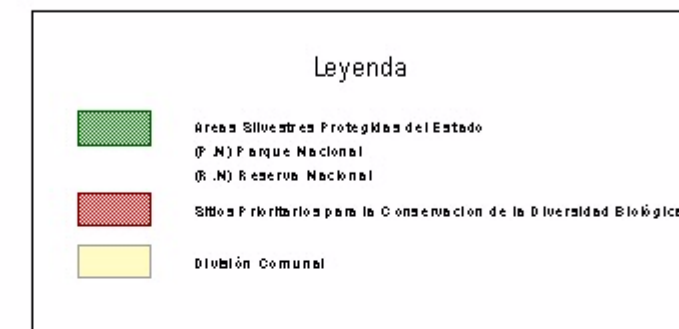 Leyenda
Areas Silvestres Protegidas del Estado
(P .N) Parque Nacional
(R .N) Reserva Nacional
Sitios Prioritarios para la Conservacion de la Diversidad Biológica
División Comunal